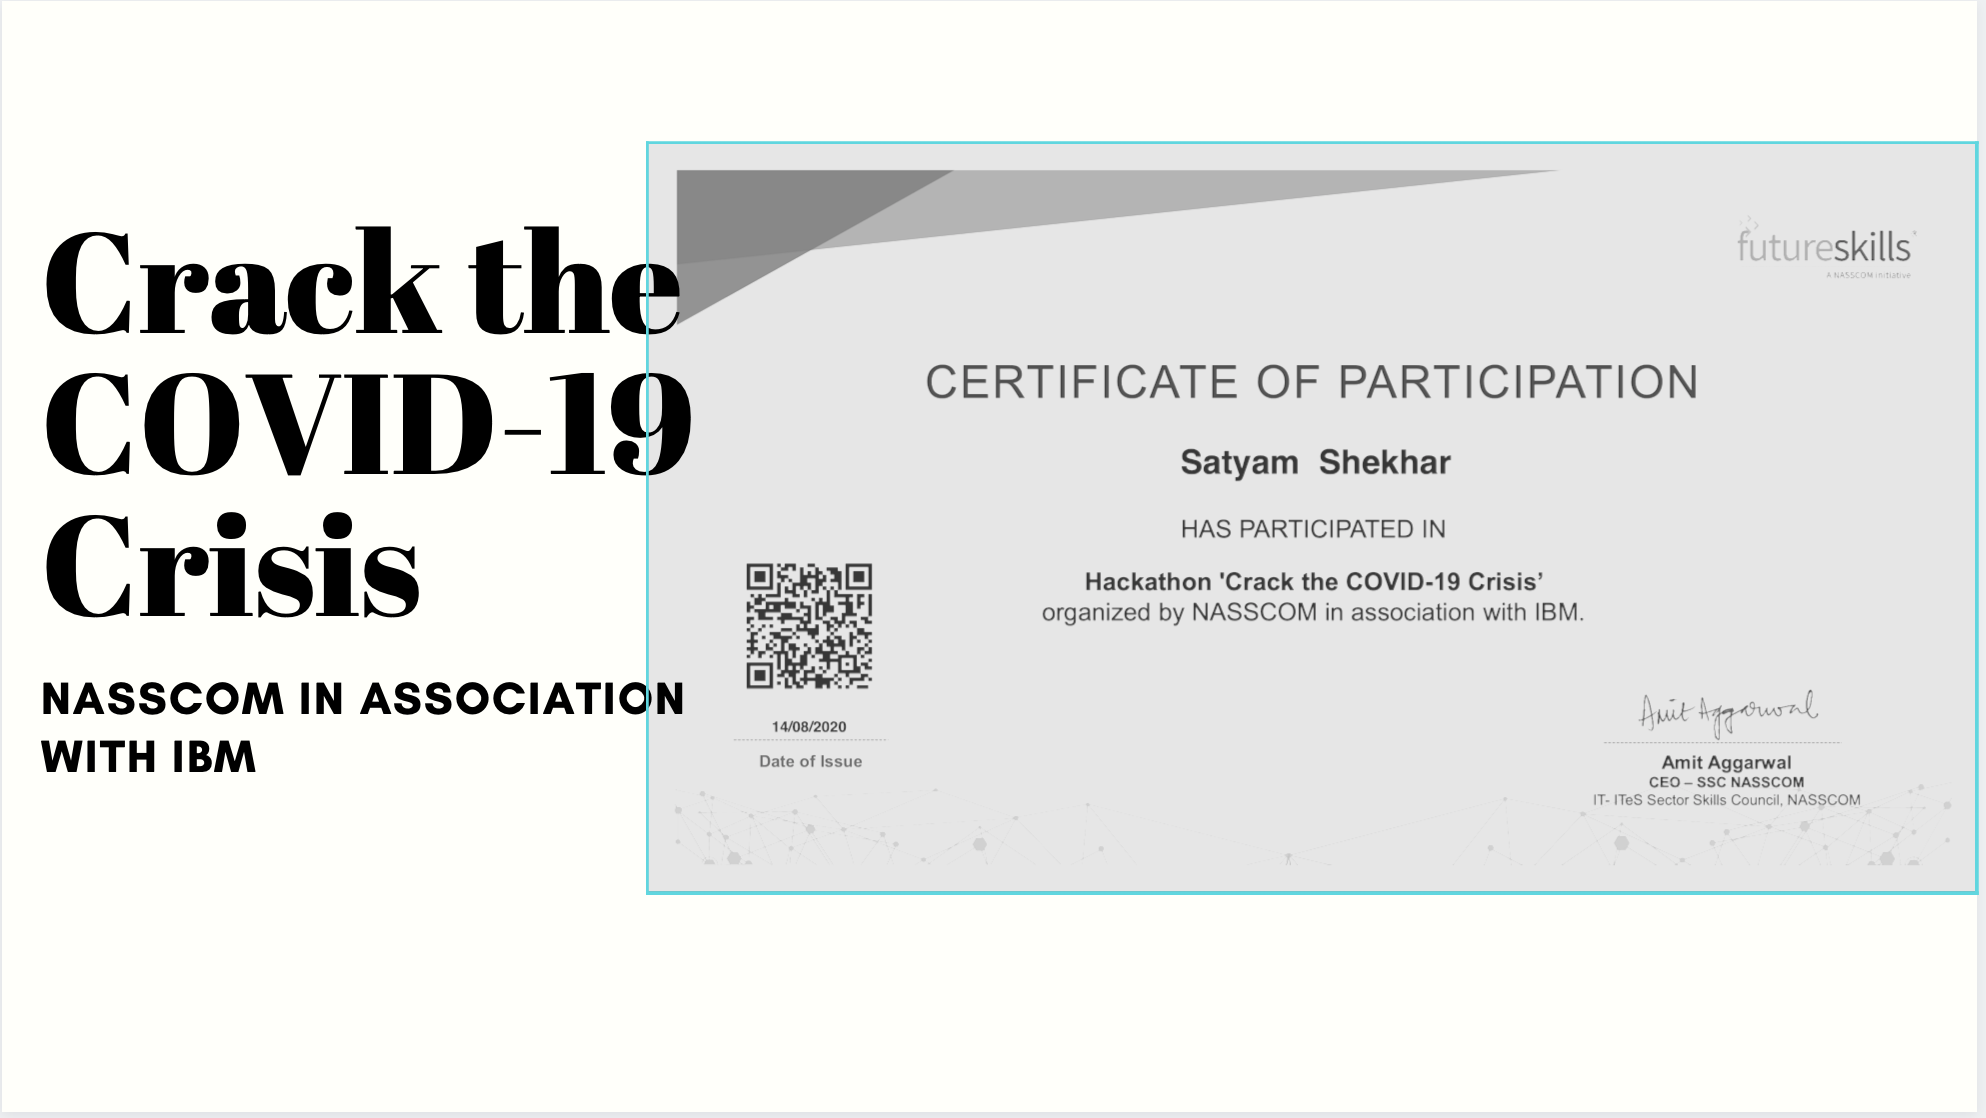 Crack the
COVID-19
Crisis
NASSCOM IN ASSOCIATION
WITH IBM
futureskills
A NASSCOM Initiative
CERTIFICATE OF PARTICIPATION
Satyam Shekhar
HAS PARTICIPATED IN
Hackathon 'Crack the COVID-19 Crisis’
organized by NASSCOM in association with IBM.
14/08/2020
Date of Issue
Amit Aggarwal
Amit Aggarwal
CEO – SSC NASSCOM
IT- ITeS Sector Skills Council, NASSCOM